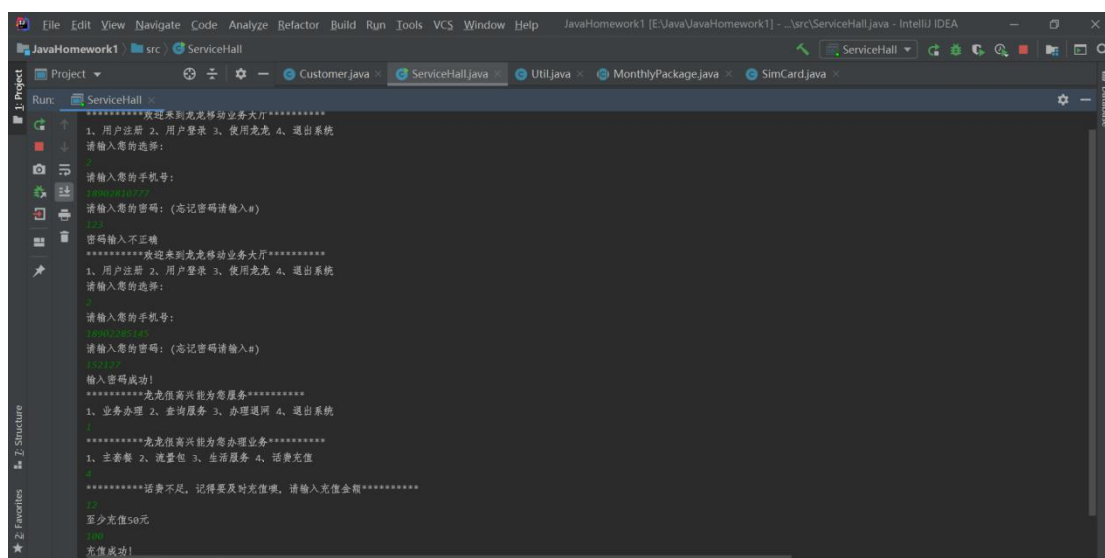 File Edit View Navigate Code Analyze Refactor Build Run Tools VCS Window Help JavaHomework1 [E:\Java\JavaHomework1] - ...\src\ServiceHall.java - IntelliJ IDEA
JavaHomework1 src ServiceHall ServiceHall
1: Project
Project Customer.java ServiceHall.java Util.java MonthlyPackage.java SimCard.java
Database
Run: ServiceHall
**********欢迎来到龙龙移动业务大厅**********
1、用户注册 2、用户登录 3、使用龙龙 4、退出系统
请输入您的选择:
2
请输入您的手机号:
18902810777
请输入您的密码: (忘记密码请输入#)
123
密码输入不正确
**********欢迎来到龙龙移动业务大厅**********
1、用户注册 2、用户登录 3、使用龙龙 4、退出系统
请输入您的选择:
2
请输入您的手机号:
18902285145
请输入您的密码: (忘记密码请输入#)
152127
输入密码成功!
**********龙龙很高兴能为您服务**********
1、业务办理 2、查询服务 3、办理退网 4、退出系统
1
**********龙龙很高兴能为您办理业务**********
1、主套餐 2、流量包 3、生活服务 4、话费充值
4
**********话费不足, 记得要及时充值噢, 请输入充值金额**********
12
至少充值50元
100
充值成功!
7: Structure
2: Favorites